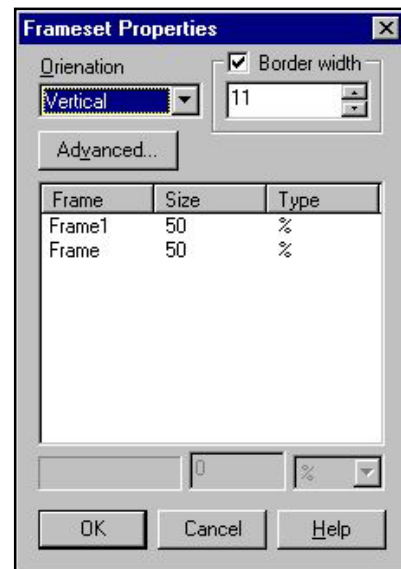 Frameset Properties
Orienation
Border width
Vertical
11
Advanced...
Frame Size Type
Frame1 50 %
Frame 50 %
0 %
OK Cancel Help